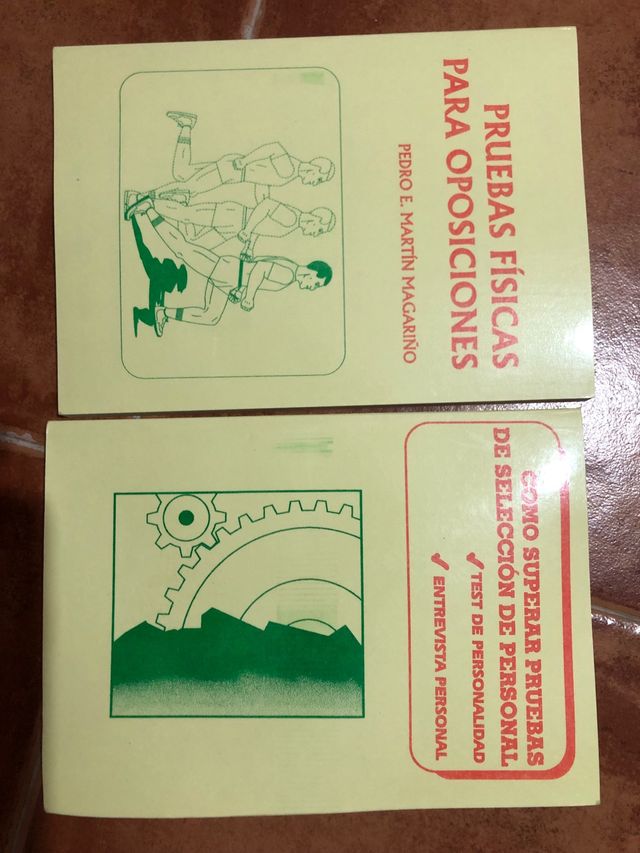 PRUEBAS FÍSICAS
PARA OPOSICIONES
PEDRO E. MARTÍN MAGARIÑO
COMO SUPERAR PRUEBAS
DE SELECCIÓN DE PERSONAL
✓ TEST DE PERSONALIDAD
✓ ENTREVISTA PERSONAL